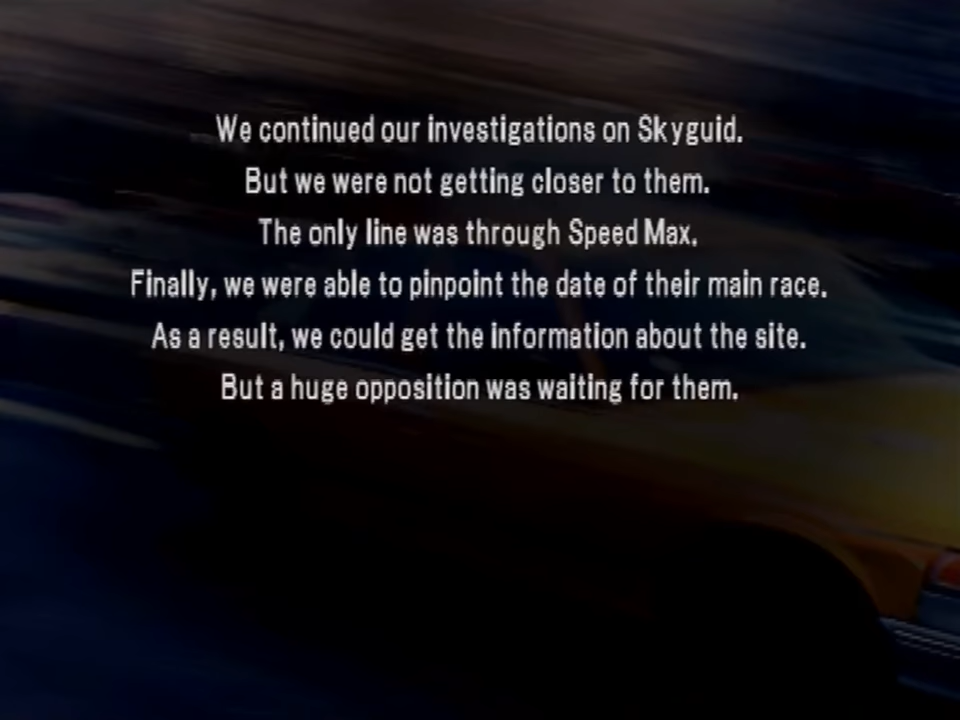 We continued our investigations on Skyguid.
But we were not getting closer to them.
The only line was through Speed Max.
Finally, we were able to pinpoint the date of their main race.
As a result, we could get the information about the site.
But a huge opposition was waiting for them.